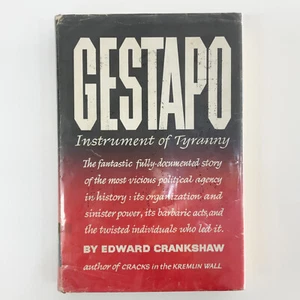 GESTAPO
Instrument of Tyranny
The fantastic fully-documented story
of the most vicious political agency
in history: its organization and
sinister power, its barbaric acts, and
the twisted individuals who led it.
BY EDWARD CRANKSHAW
author of CRACKS in the KREMLIN WALL